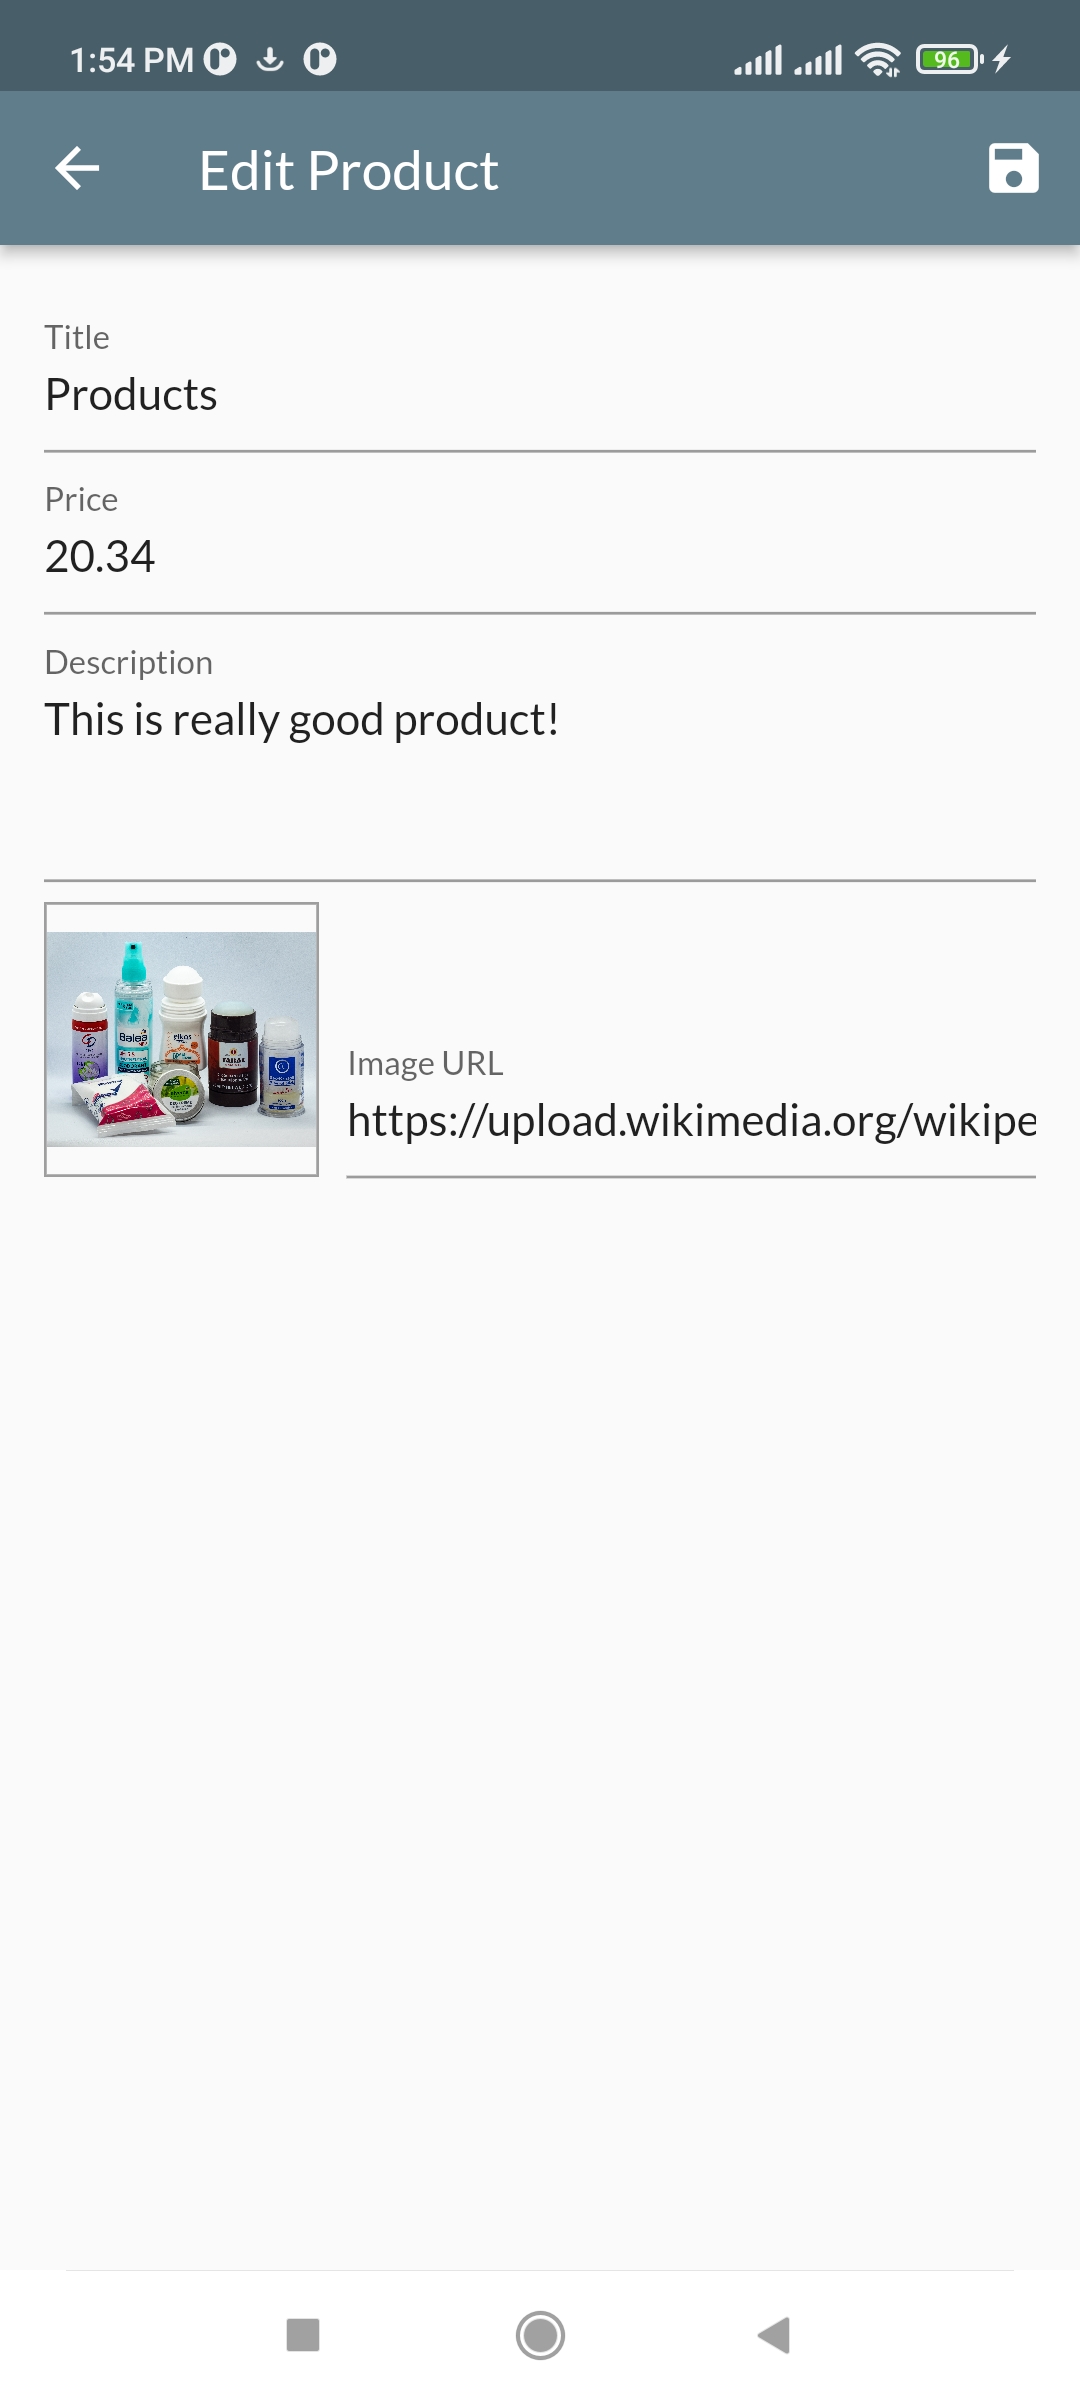 1:54 PM
96
Edit Product
Title
Products
Price
20.34
Description
This is really good product!
Balea
Image URL
https://upload.wikimedia.org/wikipe